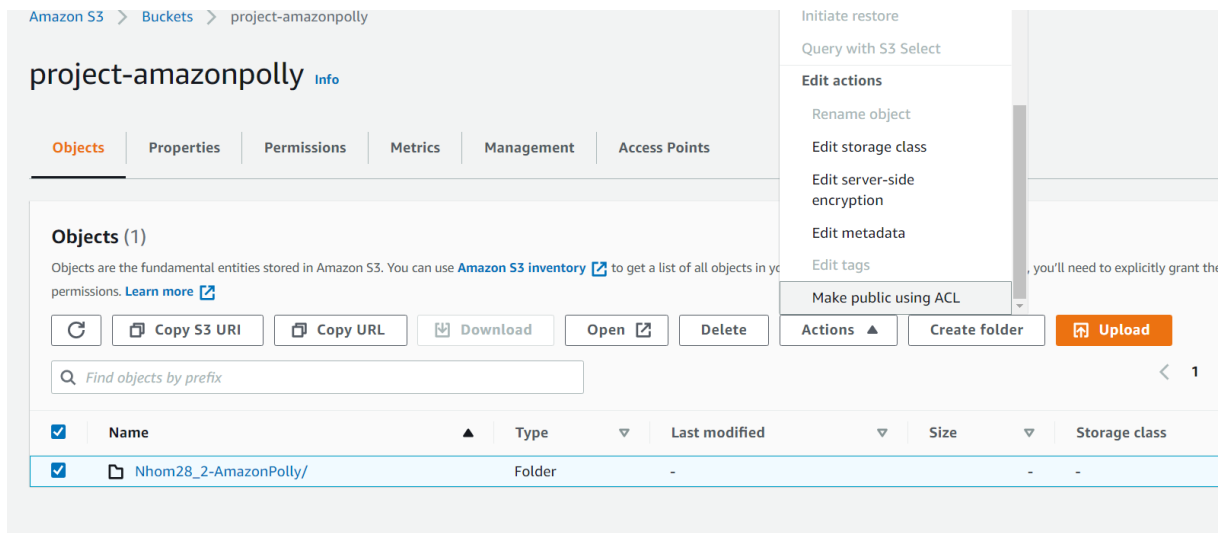 Amazon S3 > Buckets > project-amazonpolly
project-amazonpolly Info
Objects Properties Permissions Metrics Management Access Points
Initiate restore
Query with S3 Select
Edit actions
Rename object
Edit storage class
Edit server-side
encryption
Edit metadata
Edit tags
Make public using ACL
Objects (1)
Objects are the fundamental entities stored in Amazon S3. You can use Amazon S3 inventory to get a list of all objects in , you'll need to explicitly grant
permissions. Learn more
Copy S3 URI Copy URL Download Open Delete Actions Create folder Upload
Find objects by prefix
1
Name Type Last modified Size Storage class
Nhom28_2-AmazonPolly/ Folder - - -